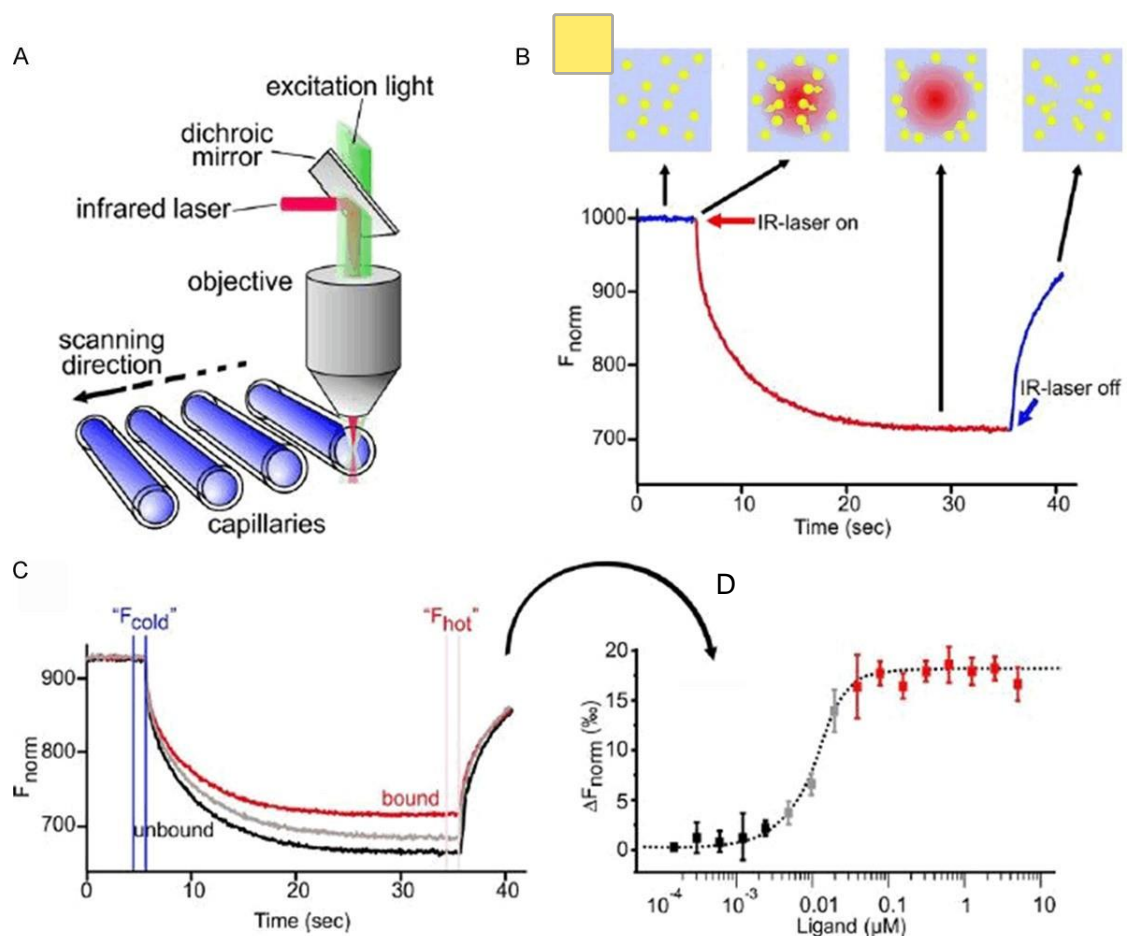 A
excitation light
dichroic
mirror
infrared laser
objective
scanning
direction
capillaries
B
1000
900
800
700
F norm
IR-laser on
IR-laser off
0
10
20
30
40
Time (sec)
C
"Fcold"
"Fhot"
900
800
700
Fnorm
bound
unbound
0
10
20
30
40
Time (sec)
D
20
15
10
5
0
ΔFnorm (‰)
10-4
10-3
0.01
0.1
1
10
Ligand (µM)